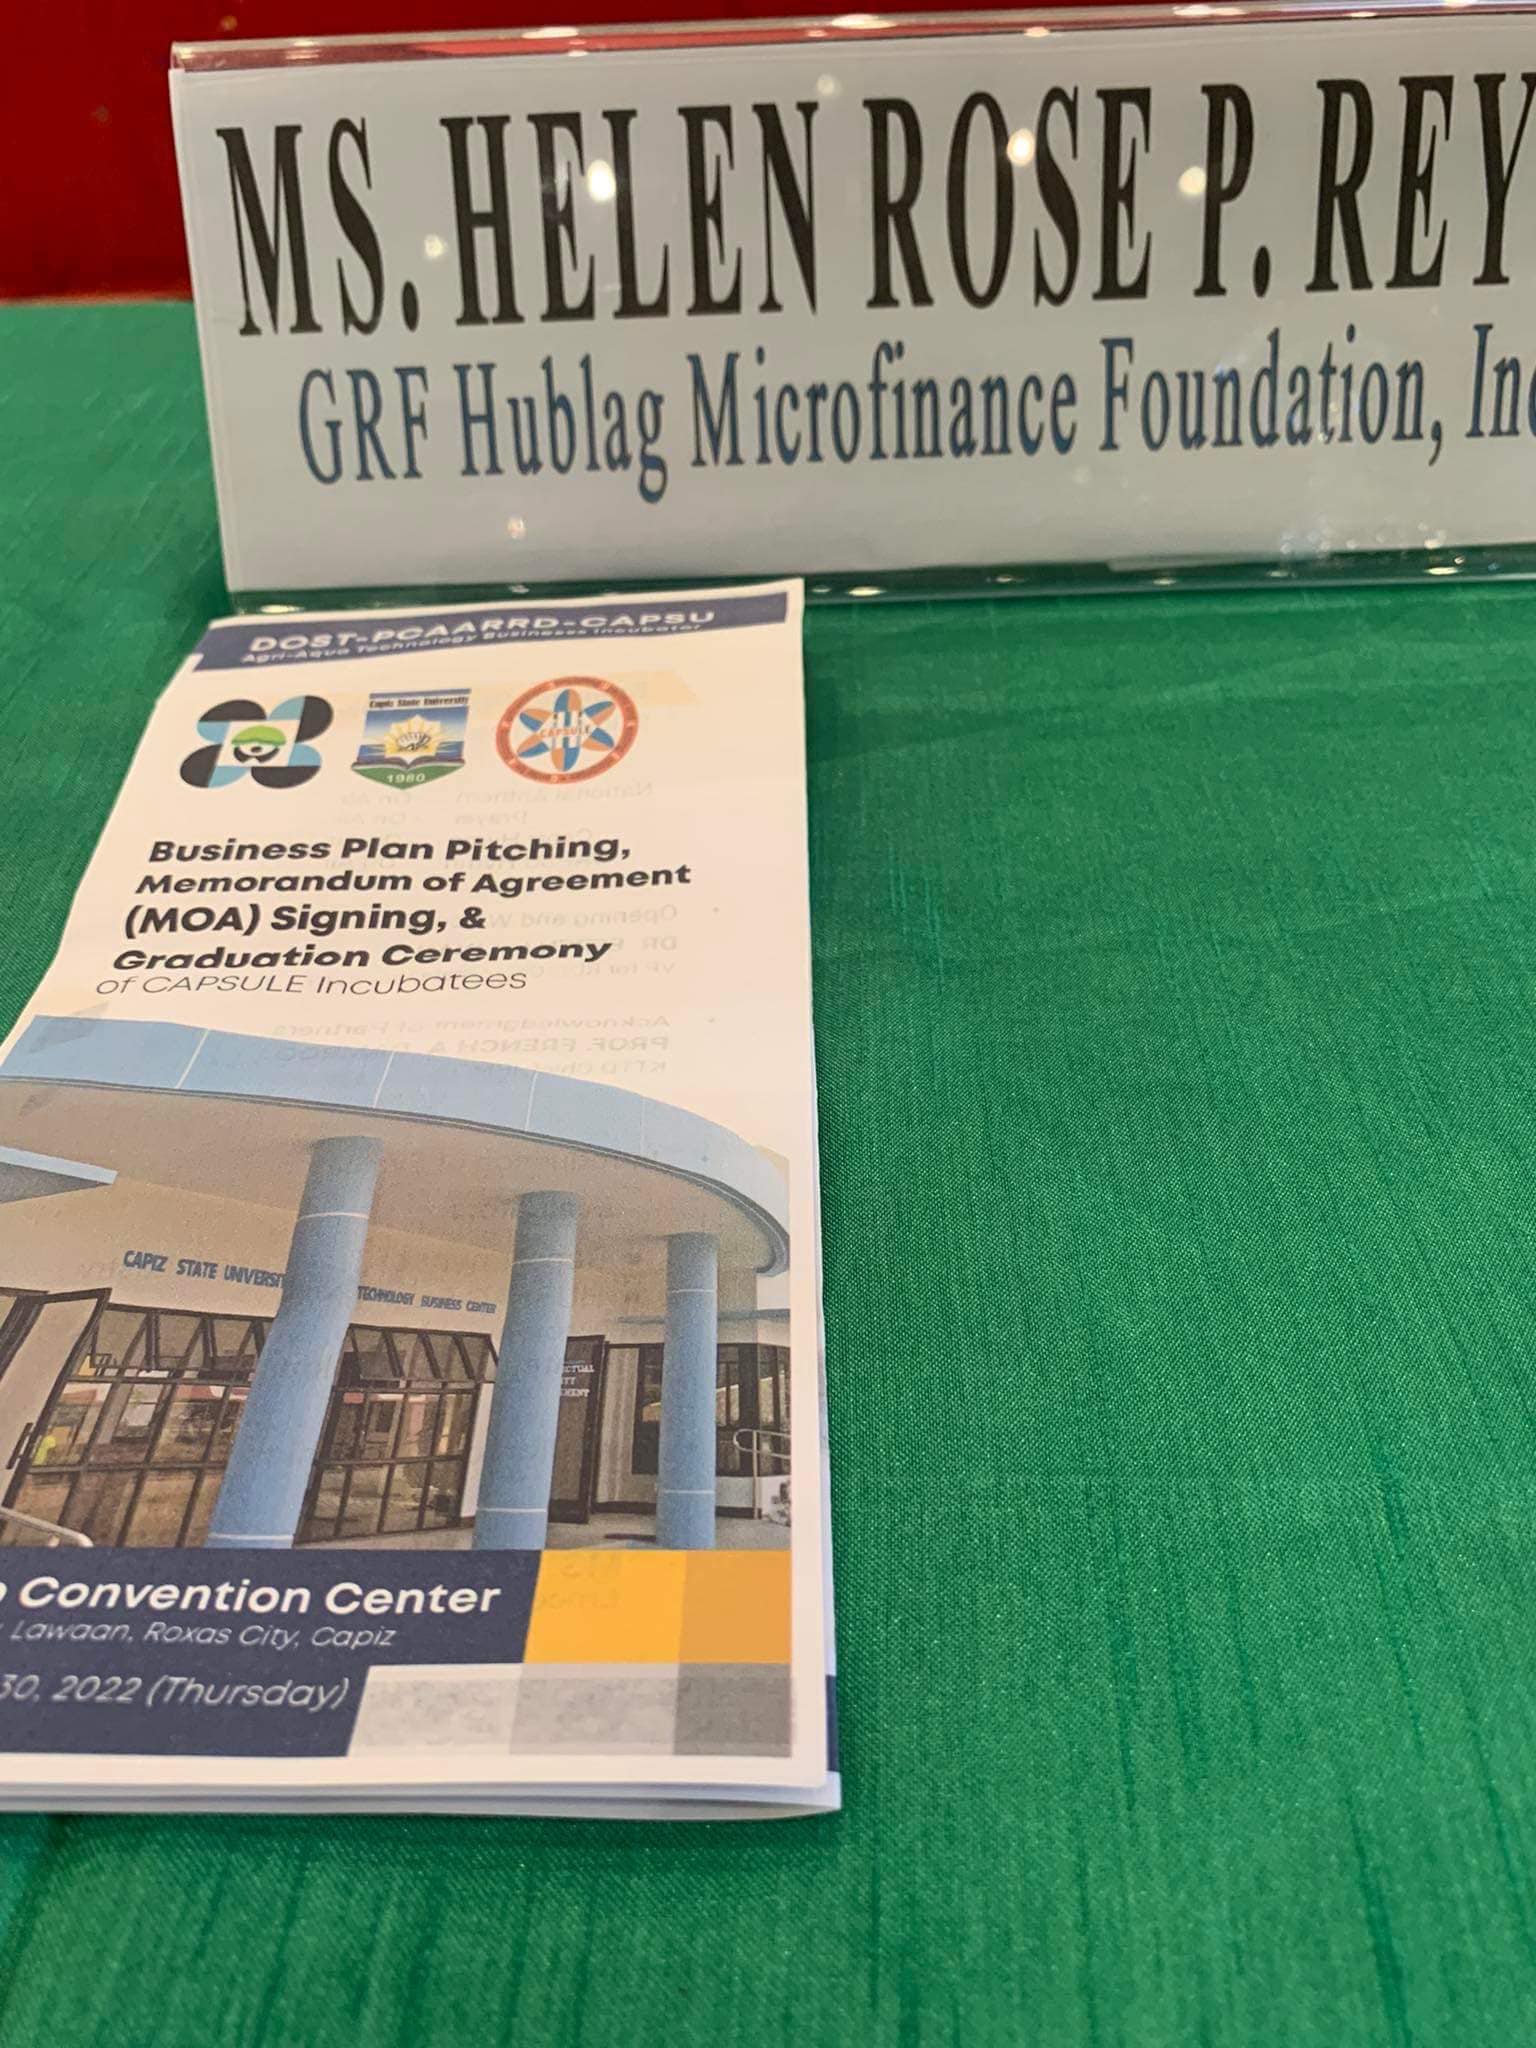 MS. HELEN ROSE P. REY
GRF Hublag Microfinance Foundation, Inc
DOST-PCAARRD-CAPSU
Agri-Aqua Technology Business Incubator
Capiz State University
1980
CAPSULE
Business Plan Pitching,
Memorandum of Agreement
(MOA) Signing, &
Graduation Ceremony
of CAPSULE Incubatees
CAPIZ STATE UNIVERSI TECHNOLOGY BUSINESS CENTER
Convention Center
Lawaan, Roxas City, Capiz
30, 2022 (Thursday)